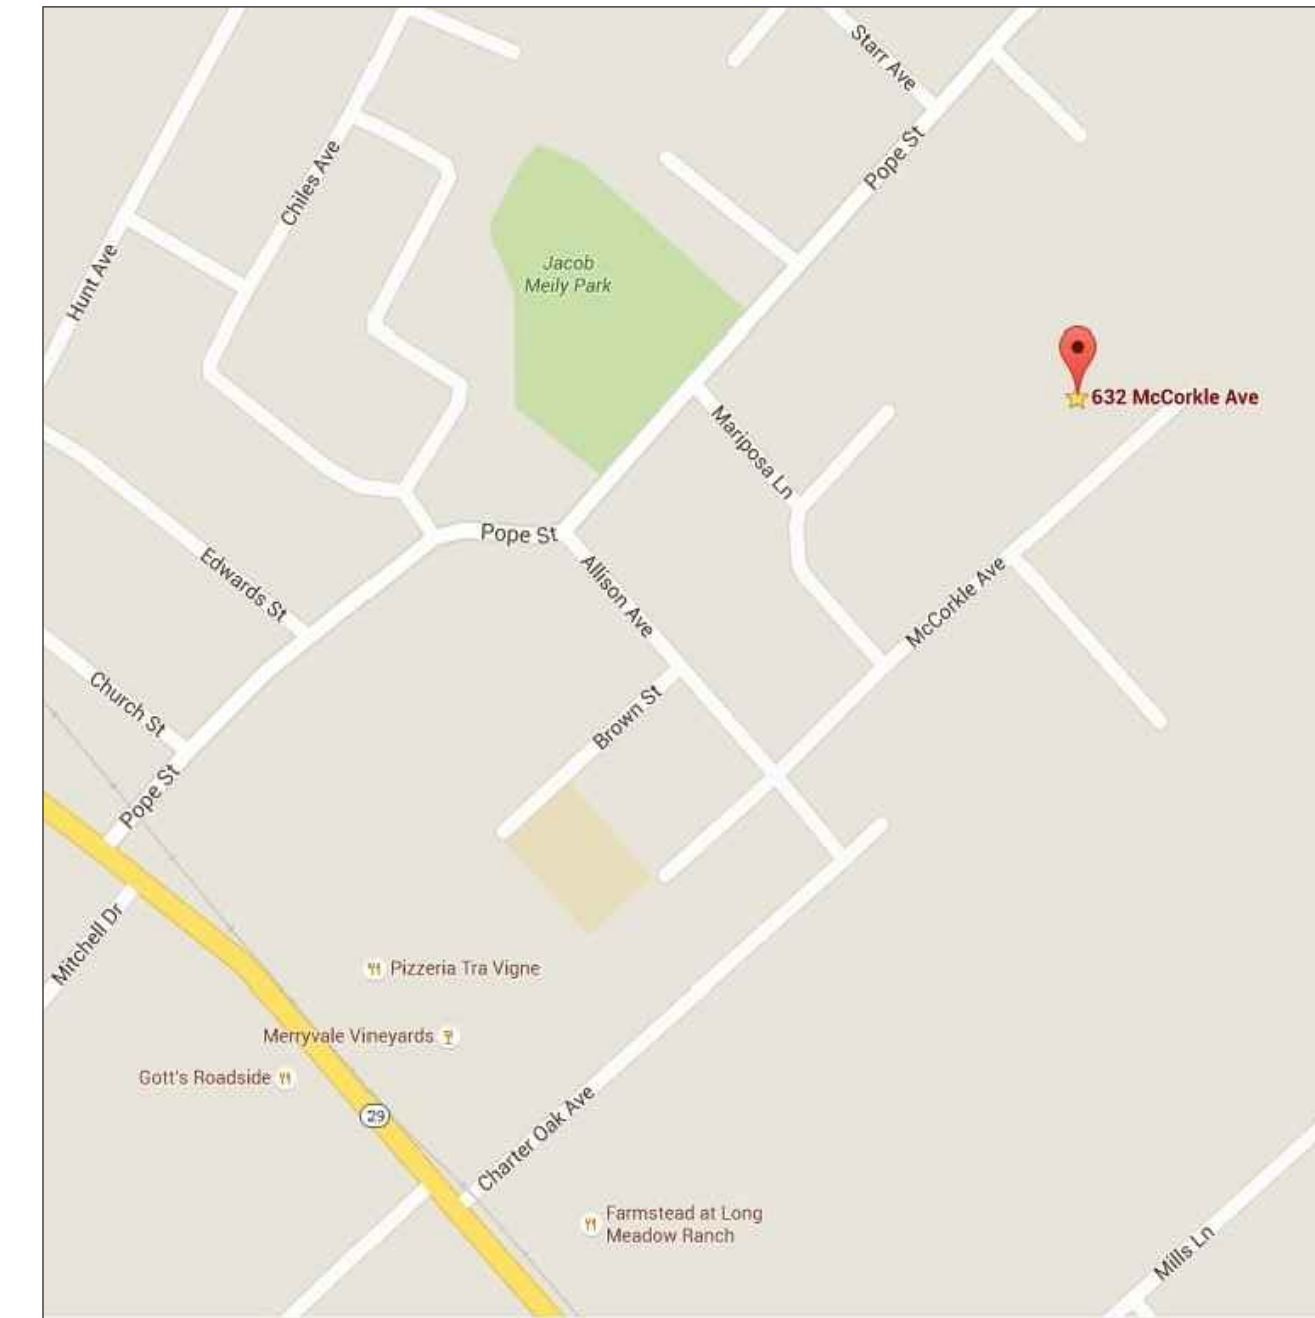 Starr Ave
Pope St
Chiles Ave
Hunt Ave
Jacob
Meily Park
632 McCorkle Ave
Mariposa Ln
Pope St
Allison Ave
Edwards St
McCorkle Ave
Church St
Brown St
Pope St
Mitchell Dr
Pizzeria Tra Vigne
Merryvale Vineyards
Gott's Roadside
29
Charter Oak Ave
Farmstead at Long
Meadow Ranch
Mills Ln